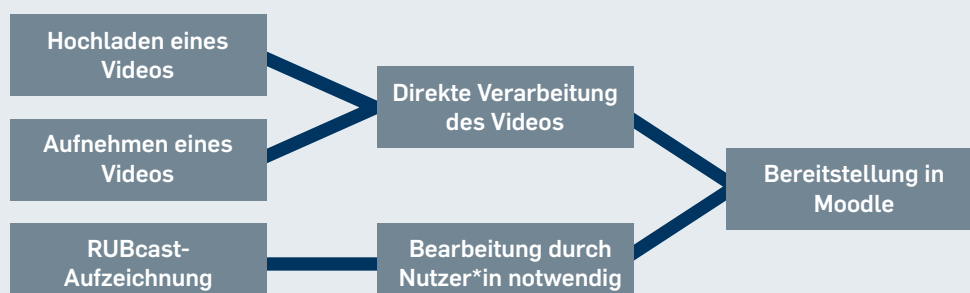 Hochladen eines
Videos
Aufnehmen eines
Videos
RUBcast-
Aufzeichnung
Direkte Verarbeitung
des Videos
Bearbeitung durch
Nutzer*in notwendig
Bereitstellung in
Moodle